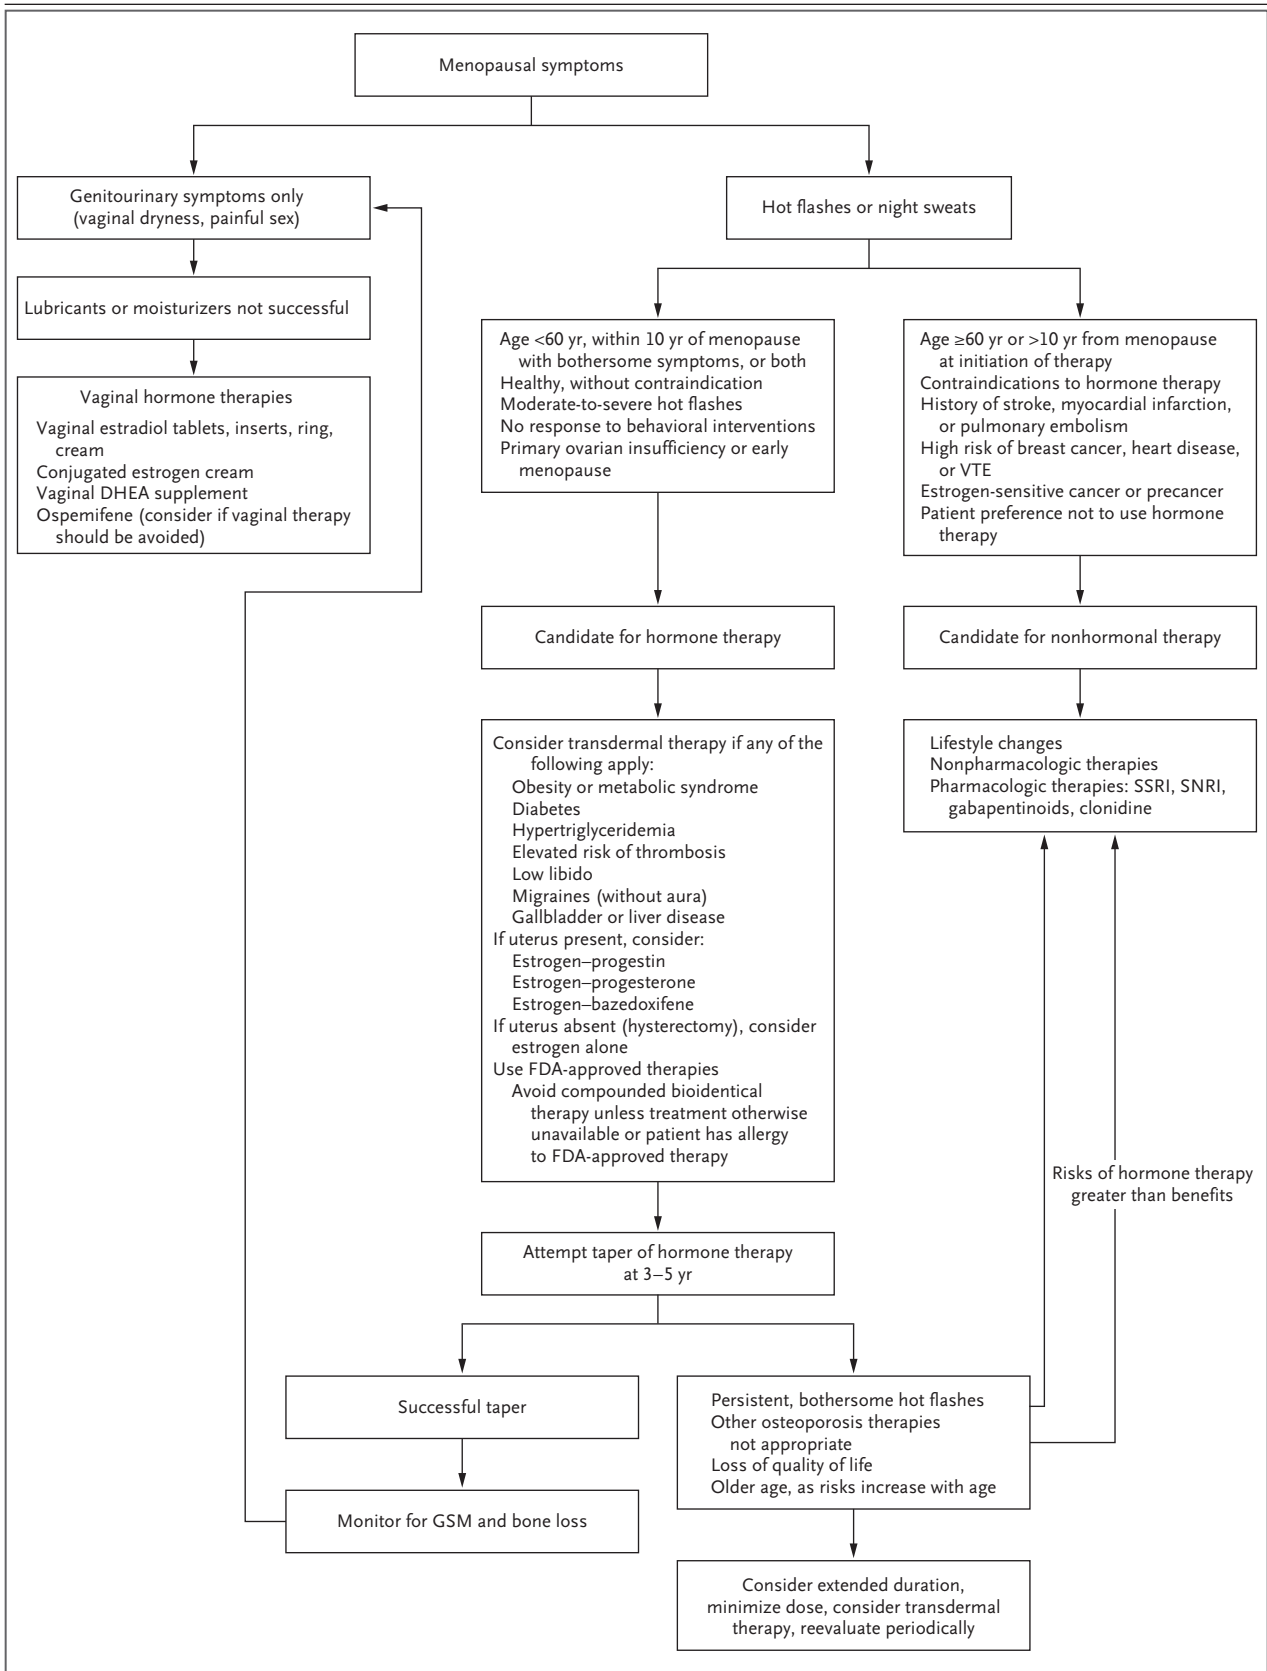 Menopausal symptoms
Genitourinary symptoms only
(vaginal dryness, painful sex)
Lubricants or moisturizers not successful
Vaginal hormone therapies
Vaginal estradiol tablets, inserts, ring,
cream
Conjugated estrogen cream
Vaginal DHEA supplement
Ospemifene (consider if vaginal therapy
should be avoided)
Hot flashes or night sweats
Age <60 yr, within 10 yr of menopause
with bothersome symptoms, or both
Healthy, without contraindication
Moderate-to-severe hot flashes
No response to behavioral interventions
Primary ovarian insufficiency or early
menopause
Age ≥60 yr or >10 yr from menopause
at initiation of therapy
Contraindications to hormone therapy
History of stroke, myocardial infarction,
or pulmonary embolism
High risk of breast cancer, heart disease,
or VTE
Estrogen-sensitive cancer or precancer
Patient preference not to use hormone
therapy
Candidate for hormone therapy
Candidate for nonhormonal therapy
Consider transdermal therapy if any of the
following apply:
Obesity or metabolic syndrome
Diabetes
Hypertriglyceridemia
Elevated risk of thrombosis
Low libido
Migraines (without aura)
Gallbladder or liver disease
If uterus present, consider:
Estrogen–progestin
Estrogen–progesterone
Estrogen–bazedoxifene
If uterus absent (hysterectomy), consider
estrogen alone
Use FDA-approved therapies
Avoid compounded bioidentical
therapy unless treatment otherwise
unavailable or patient has allergy
to FDA-approved therapy
Lifestyle changes
Nonpharmacologic therapies
Pharmacologic therapies: SSRI, SNRI,
gabapentinoids, clonidine
Risks of hormone therapy
greater than benefits
Attempt taper of hormone therapy
at 3–5 yr
Successful taper
Monitor for GSM and bone loss
Persistent, bothersome hot flashes
Other osteoporosis therapies
not appropriate
Loss of quality of life
Older age, as risks increase with age
Consider extended duration,
minimize dose, consider transdermal
therapy, reevaluate periodically